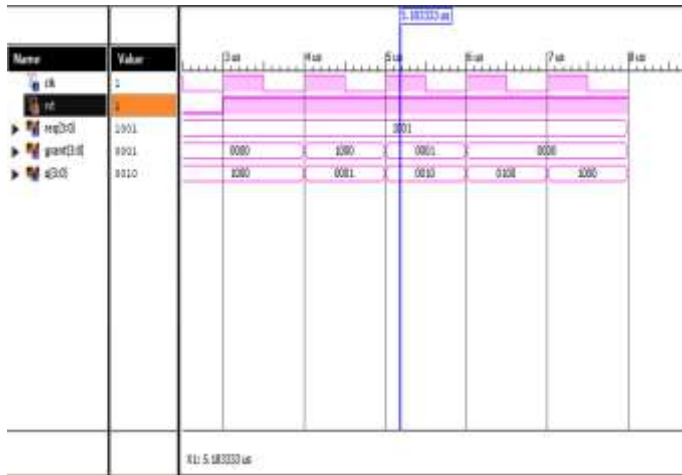 5.183333 us
Name Value 3 us 4 us 5 us 6 us 7 us 8 us
clk 1
rst 1
req[3:0] 1001 1001
grant[3:0] 0001 0000 1000 0001 0000
q[3:0] 0010 1000 0001 0010 0100 1000
X1: 5.183333 us